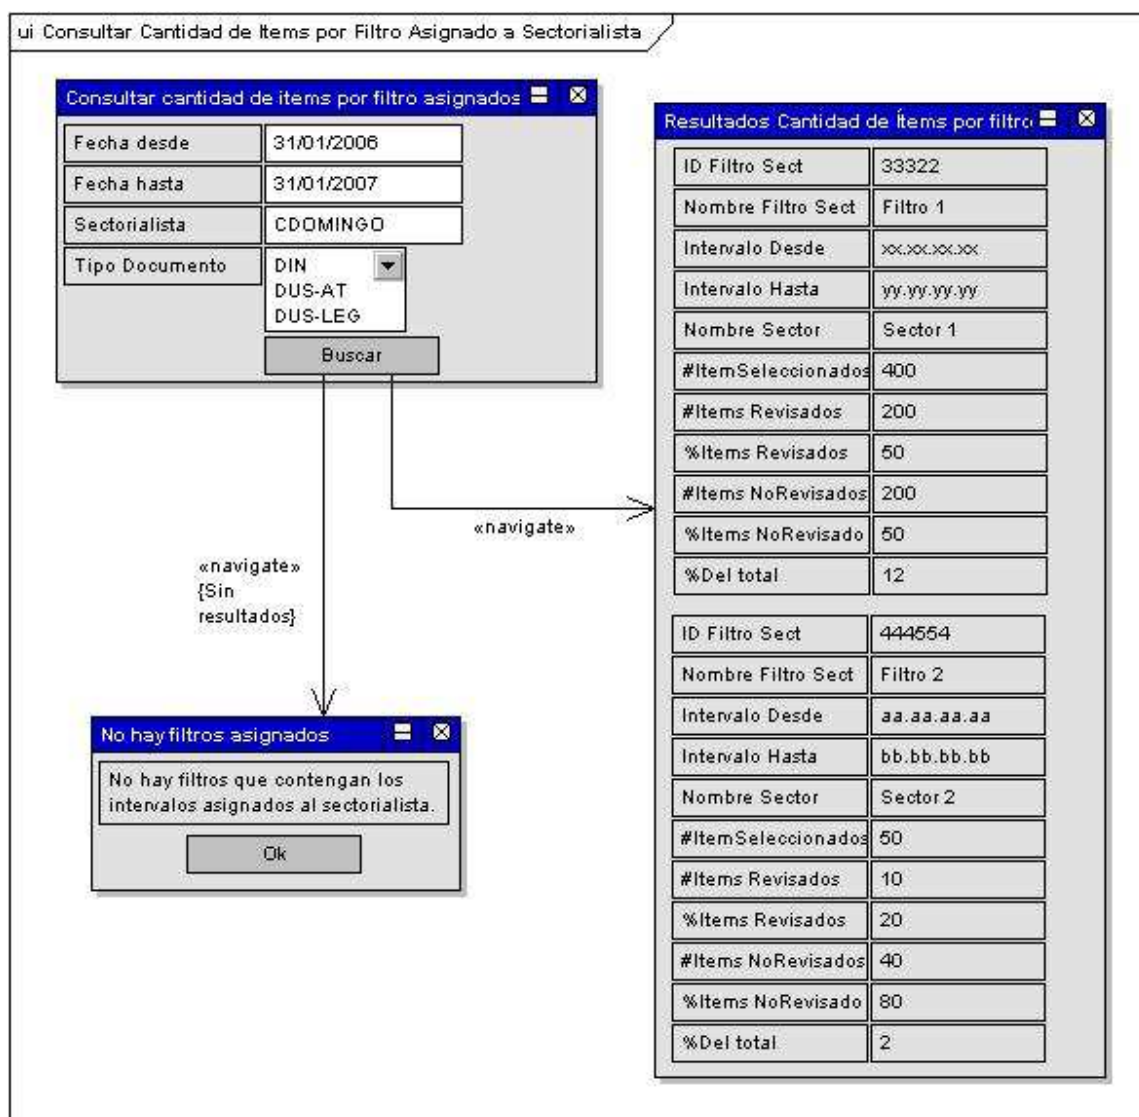 ui Consultar Cantidad de Items por Filtro Asignado a Sectorialista
Consultar cantidad de items por filtro asignados
Fecha desde 31/01/2006
Fecha hasta 31/01/2007
Sectorialista CDOMINGO
Tipo Documento DIN
DUS-AT
DUS-LEG
Buscar
«navigate»
{Sin
resultados}
«navigate»
No hay filtros asignados
No hay filtros que contengan los
intervalos asignados al sectorialista.
Ok
Resultados Cantidad de Ítems por filtro
ID Filtro Sect 33322
Nombre Filtro Sect Filtro 1
Intervalo Desde xx.xx.xx.xx
Intervalo Hasta yy.yy.yy.yy
Nombre Sector Sector 1
#ItemSeleccionados 400
#Items Revisados 200
%Items Revisados 50
#Items NoRevisados 200
%Items NoRevisado 50
%Del total 12
ID Filtro Sect 444554
Nombre Filtro Sect Filtro 2
Intervalo Desde aa.aa.aa.aa
Intervalo Hasta bb.bb.bb.bb
Nombre Sector Sector 2
#ItemSeleccionados 50
#Items Revisados 10
%Items Revisados 20
#Items NoRevisados 40
%Items NoRevisado 80
%Del total 2